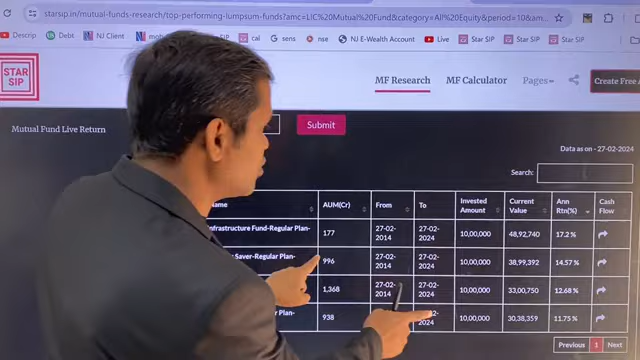 starsip.in/mutual-funds-research/top-performing-lumpsum-funds?amc=LIC%20Mutual%20Fund&category=All%20Equity&period=10&am...
Descrip
Dt
NJ Client
SIP
cal
gsens
nse
NJ E-Wealth Account
Live
Star SIP
Star SIP
Star SIP
STAR
SIP
MF Research
MF Calculator
Pages
Create Free
Mutual Fund Live Return
Submit
Data as on - 27-02-2024
Search:
Name AUM(Cr) From To Invested Amount Current Value Ann Rtn(%) Cash Flow
Infrastructure Fund-Regular Plan- 177 27-02-2014 27-02-2024 10,00,000 48,92,740 17.2 %
Saver-Regular Plan- 996 27-02-2014 27-02-2024 10,00,000 38,99,392 14.57 %
1,368 27-02-2014 27-02-2024 10,00,000 33,00,750 12.68 %
Plan- 938 2024 10,00,000 30,38,359 11.75 %
Previous 1 Next